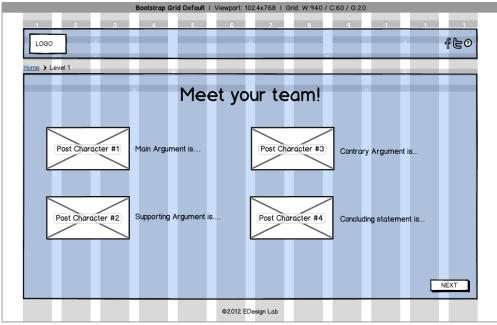 Bootstrap Grid Default | Viewport: 1024x768 | Grid: W:940 / C:60 / G:20
LOGO
Home > Level 1
Meet your team!
Post Character #1
Main Argument is....
Post Character #3
Contrary Argument is...
Post Character #2
Supporting Argument is....
Post Character #4
Concluding statement is...
NEXT
©2012 EDesign Lab